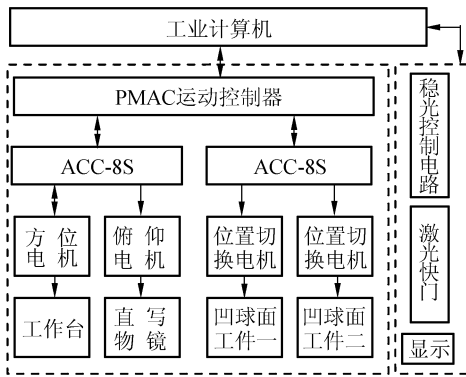 工业计算机
PMAC运动控制器
ACC-8S
ACC-8S
方位
电机
俯仰
电机
位置切
换电机
位置切
换电机
工作台
直写
物镜
凹球面
工件一
凹球面
工件二
稳光控制电路
激光快门
显示